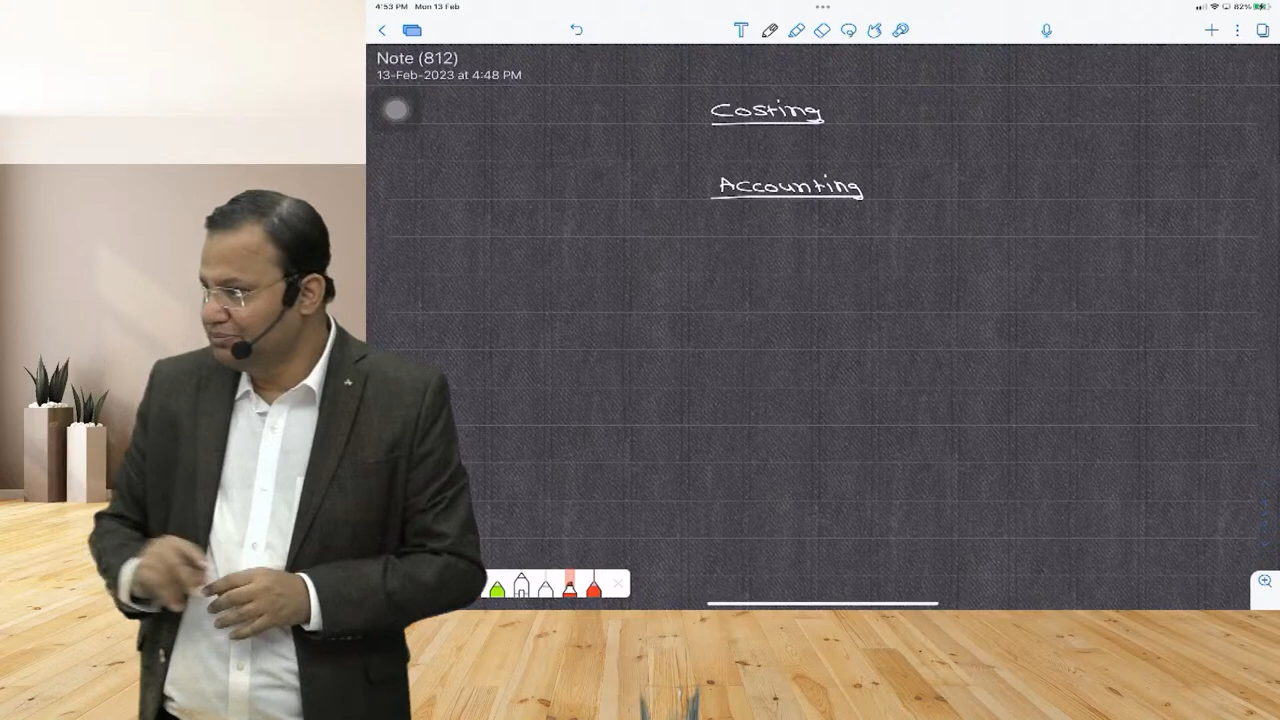 4:53 PM Mon 13 Feb
82%
Note (812)
13-Feb-2023 at 4:48 PM
Costing
Accounting